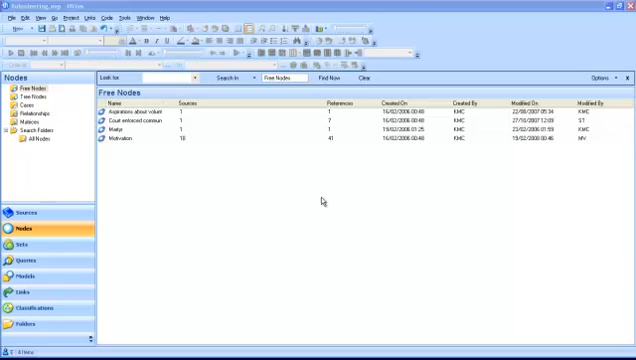 Volunteering.nvp - NVivo
File Edit View Go Project Links Code Tools Window Help
New
Nodes
Look for: Search In Free Nodes Find Now Clear Options x
Free Nodes
Tree Nodes
Cases
Relationships
Matrices
Search Folders
All Nodes
Free Nodes
Name Sources References Created On Created By Modified On Modified By
Aspirations about volunt 1 1 16/02/2006 00:48 KMC 22/08/2007 05:34 KMC
Court enforced commun 1 7 16/02/2006 00:48 KMC 27/10/2007 12:09 ST
Martyr 1 1 19/02/2006 01:25 KMC 23/02/2006 01:59 KMC
Motivation 10 41 16/02/2006 00:48 KMC 19/02/2008 00:46 MV
Sources
Nodes
Sets
Queries
Models
Links
Classifications
Folders
4 Items